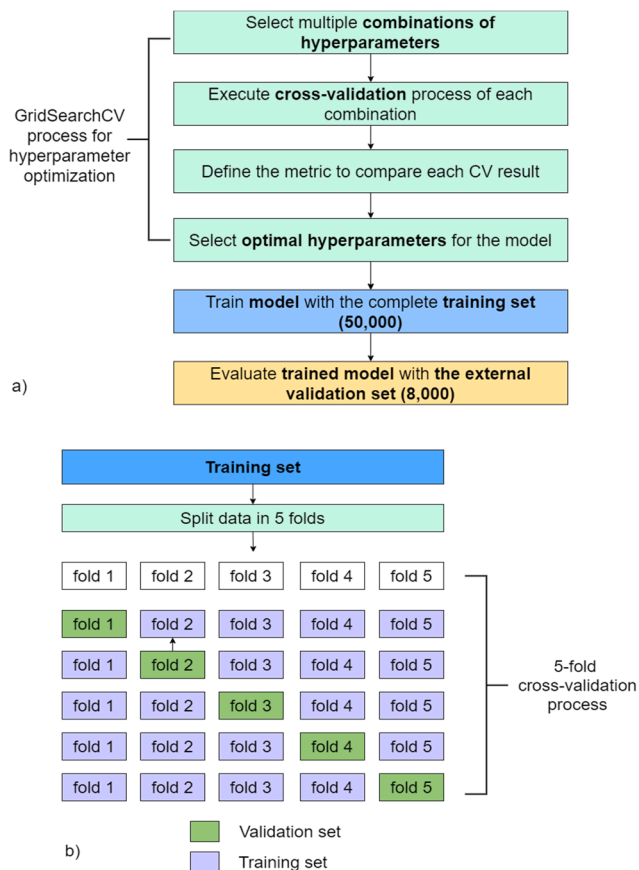 Select multiple combinations of
hyperparameters
Execute cross-validation process of each
combination
GridSearchCV
process for
hyperparameter
optimization
Define the metric to compare each CV result
Select optimal hyperparameters for the model
Train model with the complete training set
(50,000)
Evaluate trained model with the external
validation set (8,000)
a)
Training set
Split data in 5 folds
fold 1 fold 2 fold 3 fold 4 fold 5
fold 1 fold 2 fold 3 fold 4 fold 5
fold 1 fold 2 fold 3 fold 4 fold 5
fold 1 fold 2 fold 3 fold 4 fold 5
fold 1 fold 2 fold 3 fold 4 fold 5
fold 1 fold 2 fold 3 fold 4 fold 5
5-fold
cross-validation
process
Validation set
b)
Training set